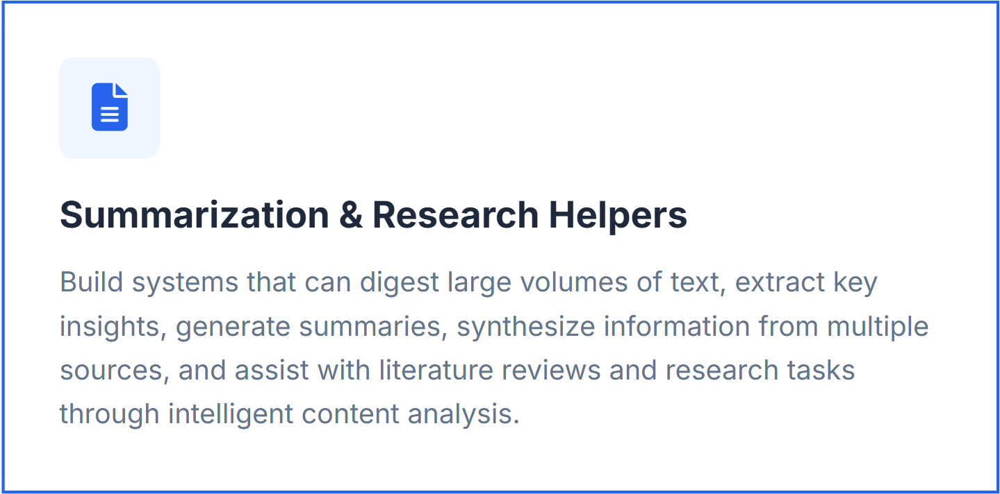 Summarization & Research Helpers
Build systems that can digest large volumes of text, extract key
insights, generate summaries, synthesize information from multiple
sources, and assist with literature reviews and research tasks
through intelligent content analysis.